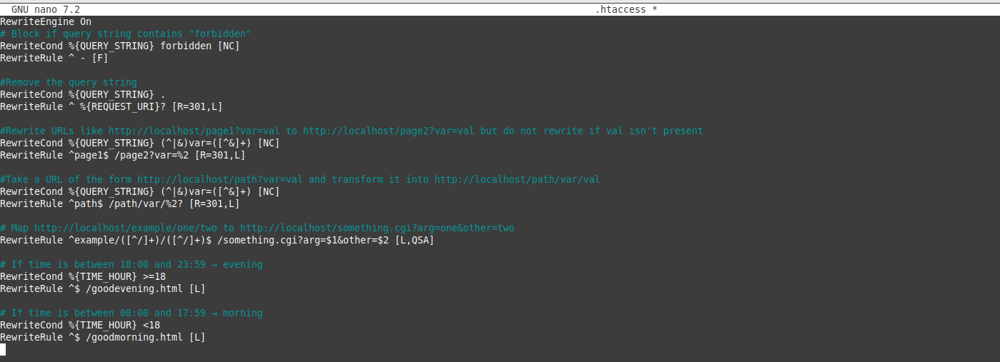 GNU nano 7.2 .htaccess *
RewriteEngine On
# Block if query string contains "forbidden"
RewriteCond %{QUERY_STRING} forbidden [NC]
RewriteRule ^ - [F]
#Remove the query string
RewriteCond %{QUERY_STRING} .
RewriteRule ^ %{REQUEST_URI}? [R=301,L]
#Rewrite URLs like http://localhost/page1?var=val to http://localhost/page2?var=val but do not rewrite if val isn't present
RewriteCond %{QUERY_STRING} (^|&)var=([^&]+) [NC]
RewriteRule ^page1$ /page2?var=%2 [R=301,L]
#Take a URL of the form http://localhost/path?var=val and transform it into http://localhost/path/var/val
RewriteCond %{QUERY_STRING} (^|&)var=([^&]+) [NC]
RewriteRule ^path$ /path/var/%2? [R=301,L]
# Map http://localhost/example/one/two to http://localhost/something.cgi?arg=one&other=two
RewriteRule ^example/([^/]+)/([^/]+)$ /something.cgi?arg=$1&other=$2 [L,QSA]
# If time is between 18:00 and 23:59 → evening
RewriteCond %{TIME_HOUR} >=18
RewriteRule ^$ /goodevening.html [L]
# If time is between 00:00 and 17:59 → morning
RewriteCond %{TIME_HOUR} <18
RewriteRule ^$ /goodmorning.html [L]